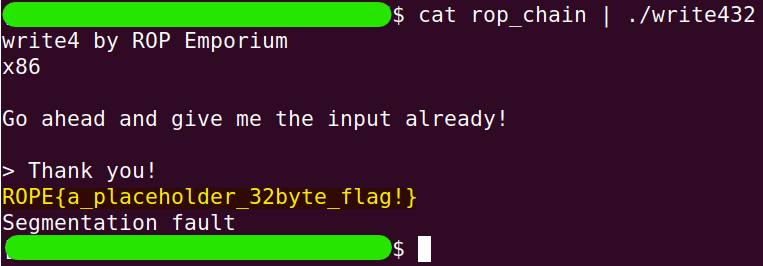 $ cat rop_chain | ./write432
write4 by ROP Emporium
x86
Go ahead and give me the input already!
> Thank you!
ROPE{a_placeholder_32byte_flag!}
Segmentation fault
$